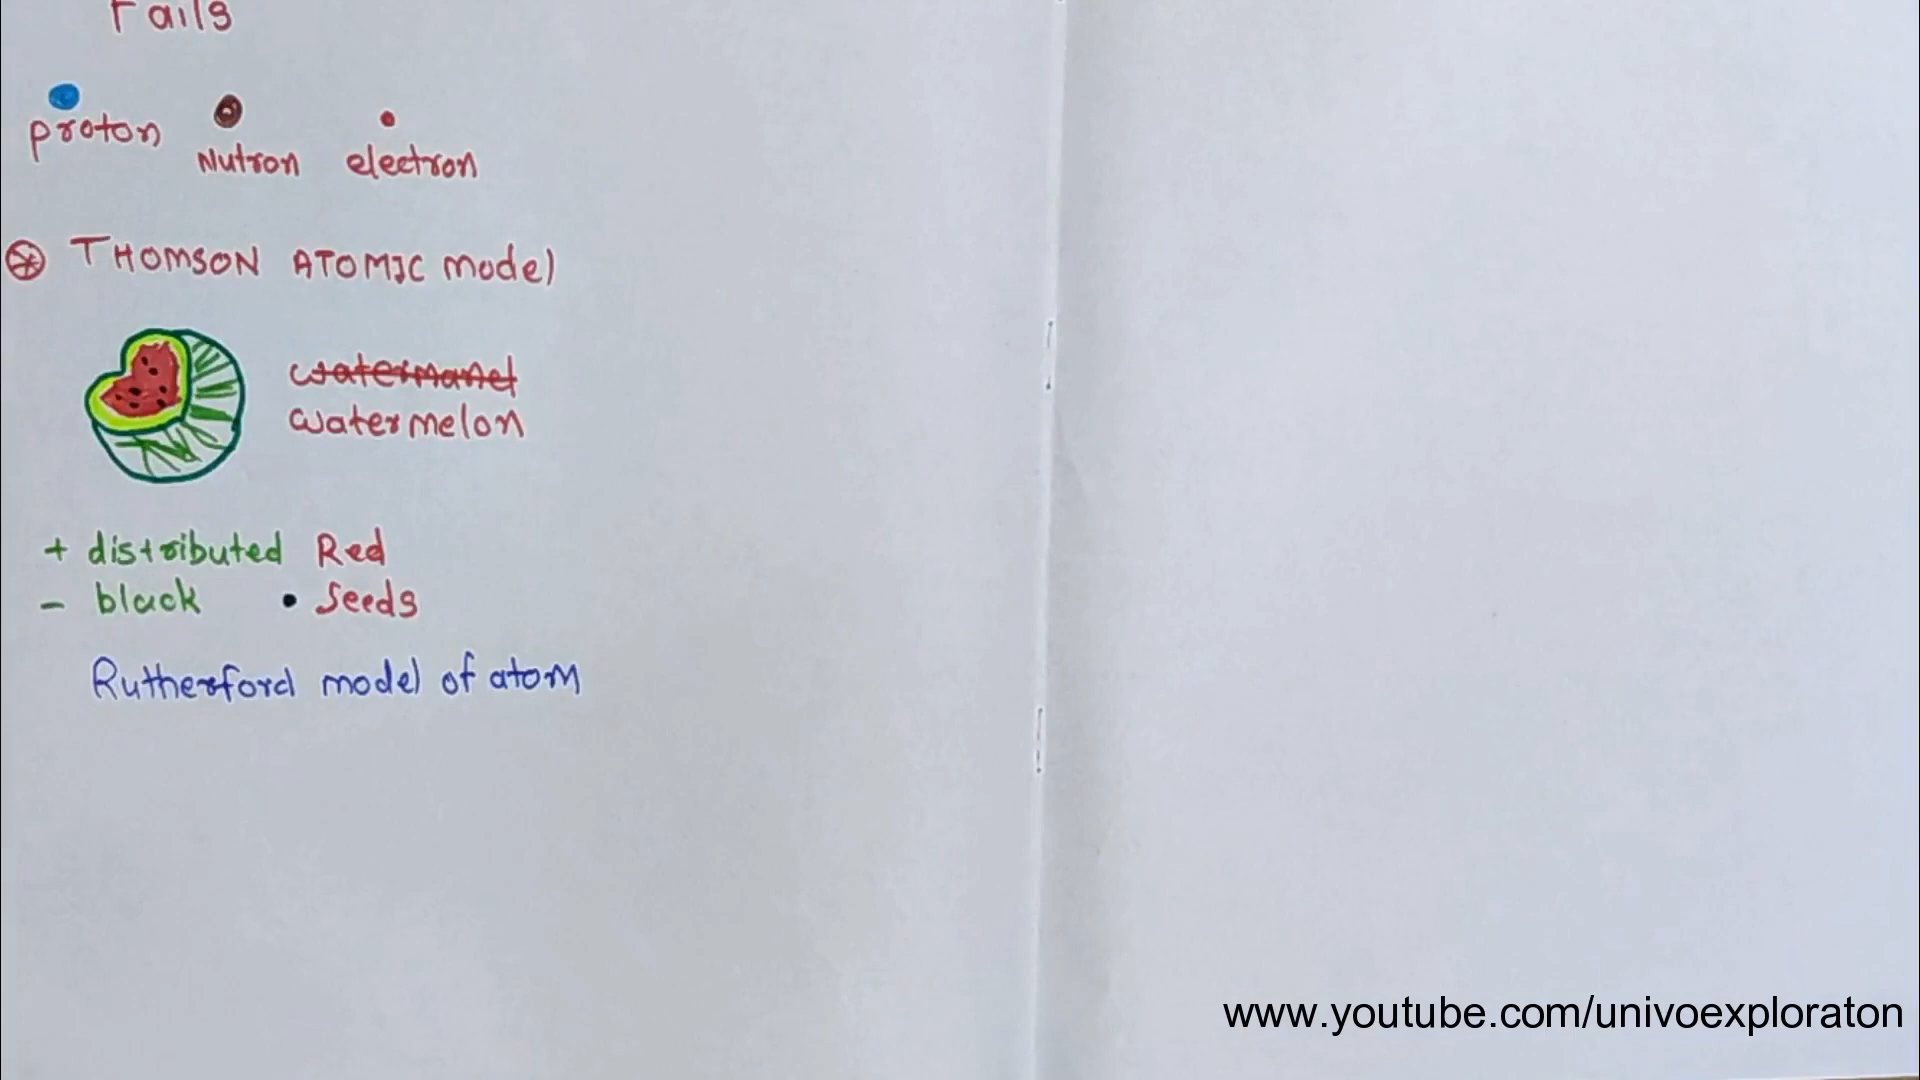 Fails
proton
Nutron electron
THOMSON ATOMIC model
watermanel
watermelon
+ distributed Red
- black • Seeds
Rutherford model of atom
www.youtube.com/univoexploraton